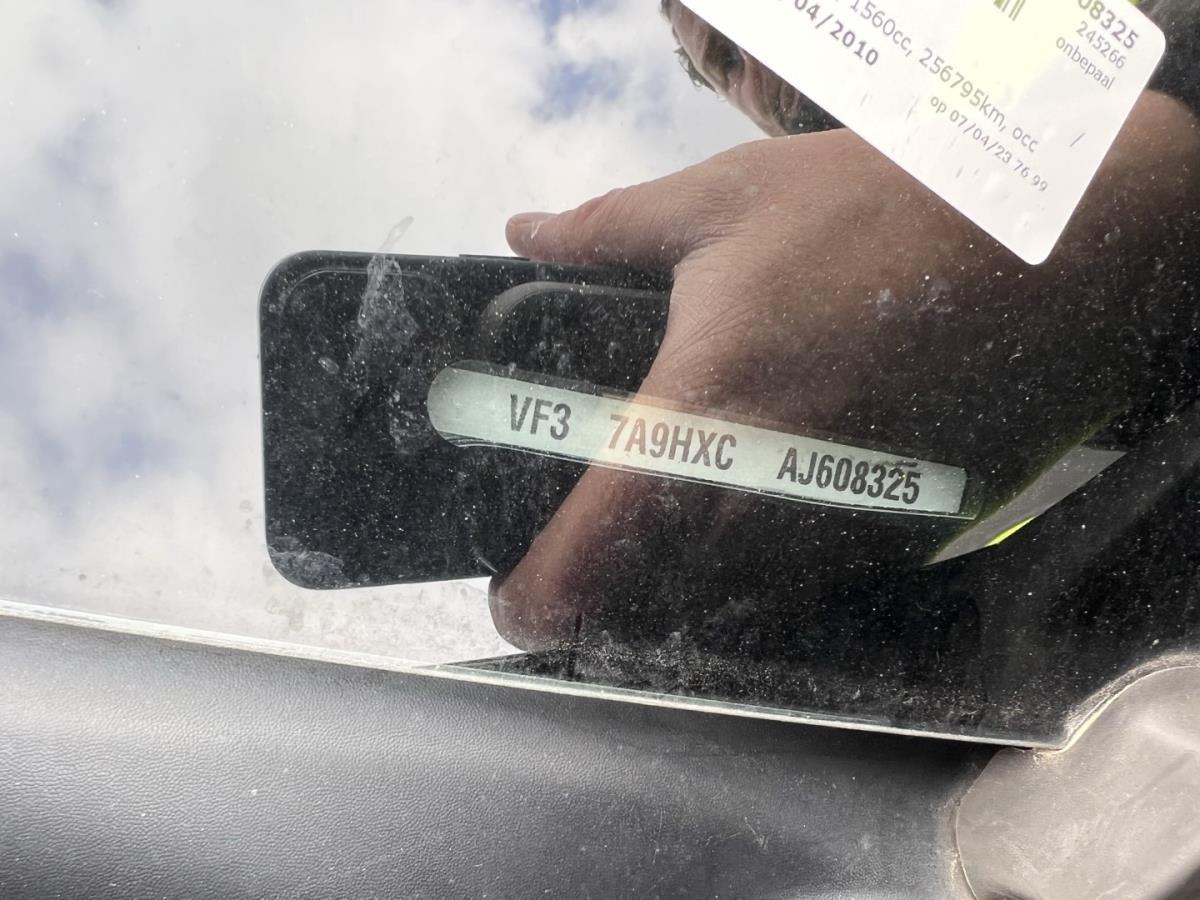 08325
245266
onbepaal
1560cc, 256795km, occ /
04/2010
op 07/04/23 76 99
VF3 7A9HXC AJ608325